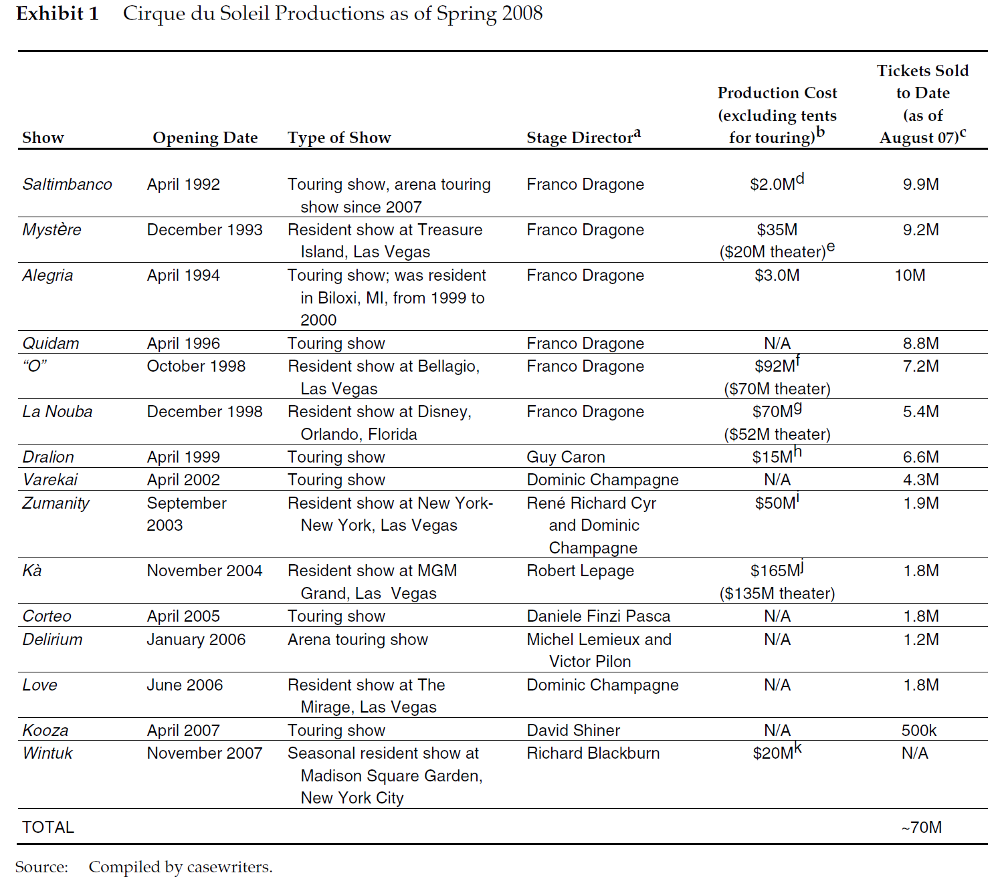 Exhibit 1 Cirque du Soleil Productions as of Spring 2008
Tickets Sold
Production Cost to Date
(excluding tents (as of
Show Opening Date Type of Show Stage Directora for touring)b August 07)c
Saltimbanco April 1992 Touring show, arena touring Franco Dragone $2.0Md 9.9M
show since 2007
Mystère December 1993 Resident show at Treasure Franco Dragone $35M 9.2M
Island, Las Vegas ($20M theater)e
Alegria April 1994 Touring show; was resident Franco Dragone $3.0M 10M
in Biloxi, MI, from 1999 to
2000
Quidam April 1996 Touring show Franco Dragone N/A 8.8M
“O” October 1998 Resident show at Bellagio, Franco Dragone $92Mf 7.2M
Las Vegas ($70M theater)
La Nouba December 1998 Resident show at Disney, Franco Dragone $70Mg 5.4M
Orlando, Florida ($52M theater)
Dralion April 1999 Touring show Guy Caron $15Mh 6.6M
Varekai April 2002 Touring show Dominic Champagne N/A 4.3M
Zumanity September Resident show at New York- René Richard Cyr $50Mi 1.9M
2003 New York, Las Vegas and Dominic
Champagne
Kà November 2004 Resident show at MGM Robert Lepage $165Mj 1.8M
Grand, Las Vegas ($135M theater)
Corteo April 2005 Touring show Daniele Finzi Pasca N/A 1.8M
Delirium January 2006 Arena touring show Michel Lemieux and N/A 1.2M
Victor Pilon
Love June 2006 Resident show at The Dominic Champagne N/A 1.8M
Mirage, Las Vegas
Kooza April 2007 Touring show David Shiner N/A 500k
Wintuk November 2007 Seasonal resident show at Richard Blackburn $20Mk N/A
Madison Square Garden,
New York City
TOTAL ~70M
Source: Compiled by casewriters.